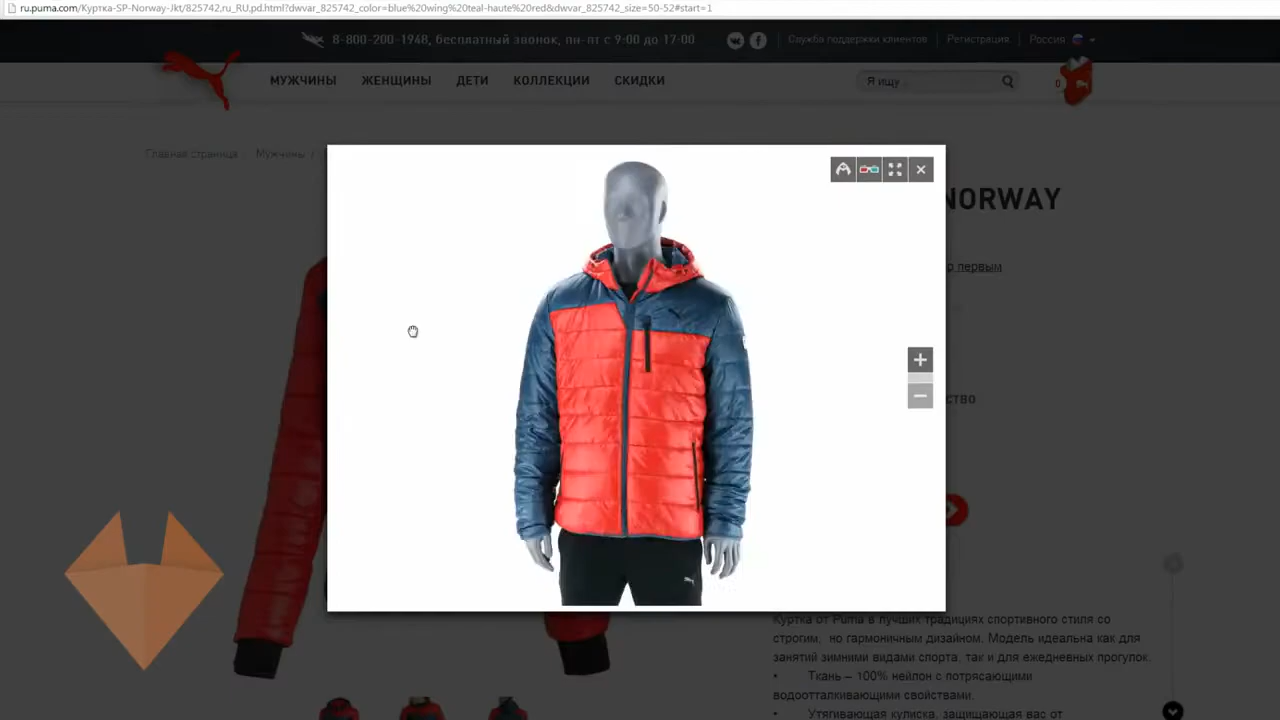 ru.puma.com/Куртка-SP-Norway-Jkt/825742,ru_RU,pd.html?dwvar_825742_color=blue%20wing%20teal-haute%20red&dwvar_825742_size=50-52#start=1
8-800-200-1948, бесплатный звонок, пн-пт с 9:00 до 17:00
Служба поддержки клиентов
Регистрация
Россия
МУЖЧИНЫ ЖЕНЩИНЫ ДЕТИ КОЛЛЕКЦИИ СКИДКИ
Я ищу
0
Главная страница Мужчины /
NORWAY
первым
СТВО
Куртка от Puma в лучших традициях спортивного стиля со
строгим, но гармоничным дизайном. Модель идеальна как для
занятий зимними видами спорта, так и для ежедневных прогулок.
• Ткань – 100% нейлон с потрясающими
водоотталкивающими свойствами.
• Утягивающая кулиска, защищающая вас от